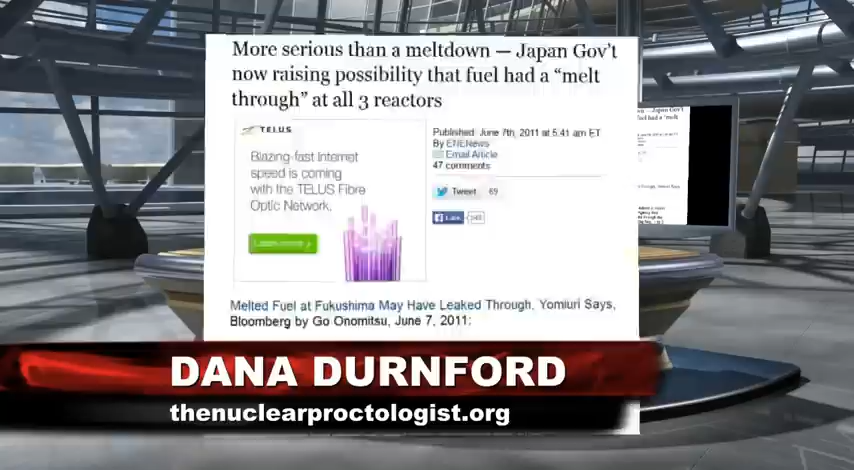 More serious than a meltdown — Japan Gov't
now raising possibility that fuel had a “melt
through” at all 3 reactors
TELUS
Blazing-fast Internet
speed is coming
with the TELUS Fibre
Optic Network.
Learn more
Published: June 7th, 2011 at 5:41 am ET
By ENENews
Email Article
47 comments
Tweet 69
Like
Melted Fuel at Fukushima May Have Leaked Through, Yomiuri Says,
Bloomberg by Go Onomitsu, June 7, 2011:
DANA DURNFORD
thenuclearproctologist.org